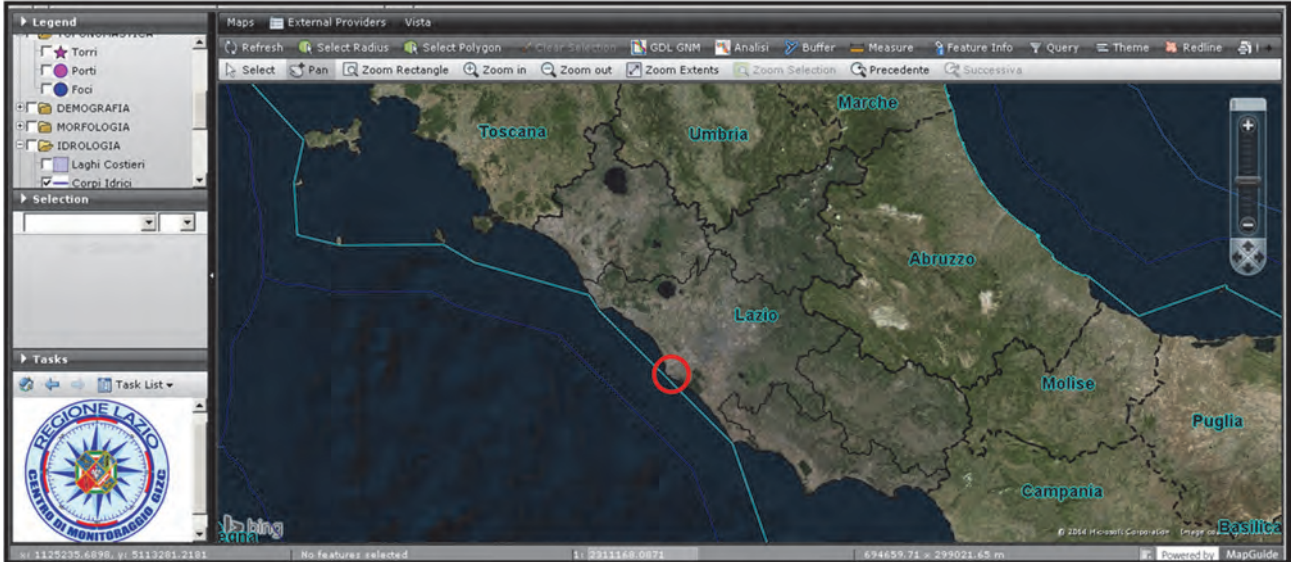 Legend
Maps External Providers Vista
TOPONOMASTICA
Torri
Porti
Foci
DEMOGRAFIA
MORFOLOGIA
IDROLOGIA
Laghi Costieri
Corpi Idrici
Refresh Select Radius Select Polygon Clear Selection GDL GNM Analisi Buffer Measure Feature Info Query Theme Redline
Select Pan Zoom Rectangle Zoom in Zoom out Zoom Extents Zoom Selection Precedente Successiva
Selection
Tasks
Task List
REGIONE LAZIO
CENTRO DI MONITORAGGIO GIZC
Marche
Toscana
Umbria
Abruzzo
Lazio
Molise
Puglia
Campania
bing
© 2014 Microsoft Corporation
x: 1125235.6898, y: 5113281.2181
No features selected
1: 2311168.0871
694659.71 x 299021.65 m
Powered by MapGuide